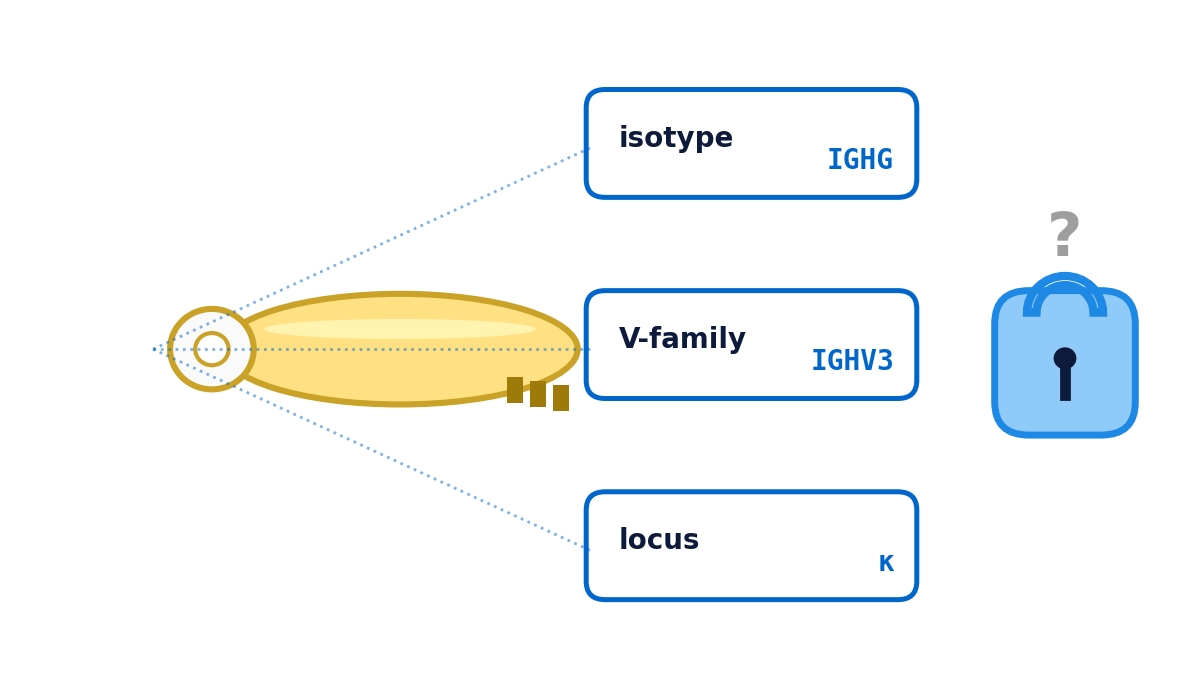 isotype
IGHG
?
V-family
IGHV3
locus
κ